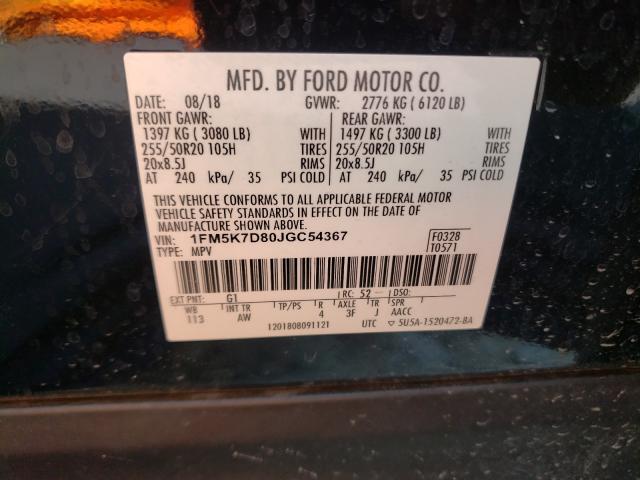 MFD. BY FORD MOTOR CO.
DATE: 08/18 GVWR: 2776 KG ( 6120 LB)
FRONT GAWR: REAR GAWR:
1397 KG ( 3080 LB) WITH 1497 KG ( 3300 LB) WITH
255/50R20 105H TIRES 255/50R20 105H TIRES
20x8.5J RIMS 20x8.5J RIMS
AT 240 kPa/ 35 PSI COLD AT 240 kPa/ 35 PSI COLD
THIS VEHICLE CONFORMS TO ALL APPLICABLE FEDERAL MOTOR
VEHICLE SAFETY STANDARDS IN EFFECT ON THE DATE OF
MANUFACTURE SHOWN ABOVE.
VIN: 1FM5K7D80JGC54367 F0328
TYPE: MPV T0571
EXT PNT: G1 RC: 52 DSO:
WB INT TR TP/PS R AXLE TR SPR
113 AW 4 3F J AACC
1201808091121 UTC ▽ 5U5A-1520472-BA